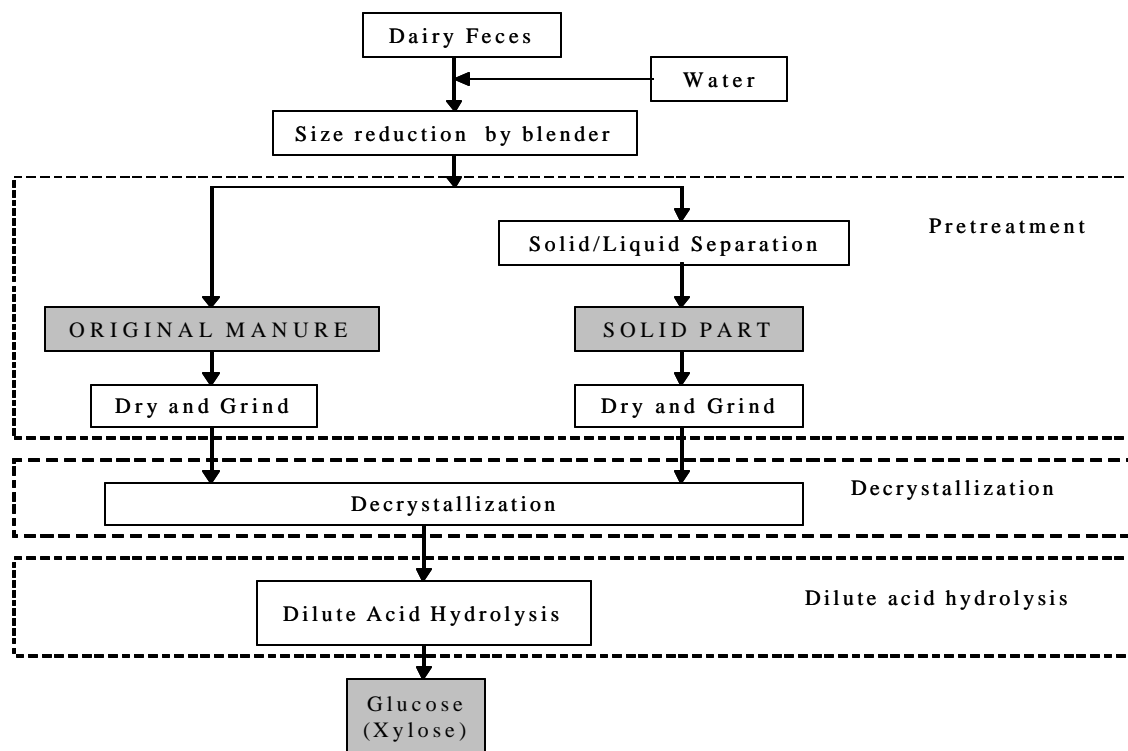 Dairy Feces
Water
Size reduction by blender
Pretreatment
Solid/Liquid Separation
ORIGINAL MANURE
SOLID PART
Dry and Grind
Dry and Grind
Decrystallization
Decrystallization
Dilute acid hydrolysis
Dilute Acid Hydrolysis
Glucose
(Xylose)